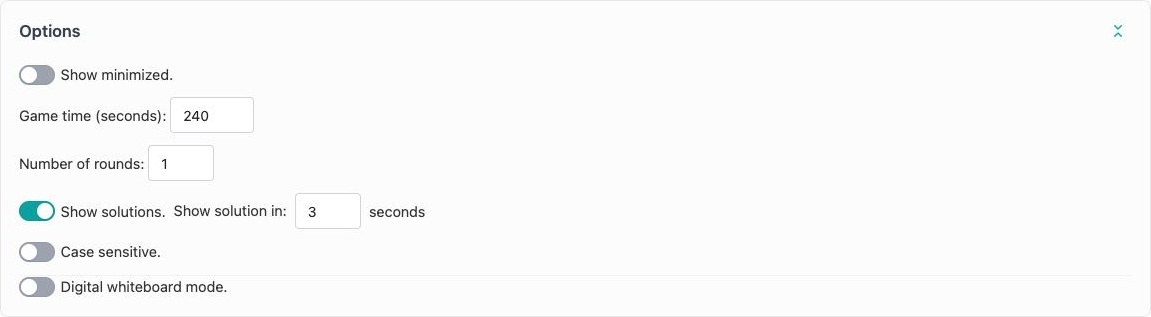 Options
Show minimized.
Game time (seconds): 240
Number of rounds: 1
Show solutions. Show solution in: 3 seconds
Case sensitive.
Digital whiteboard mode.